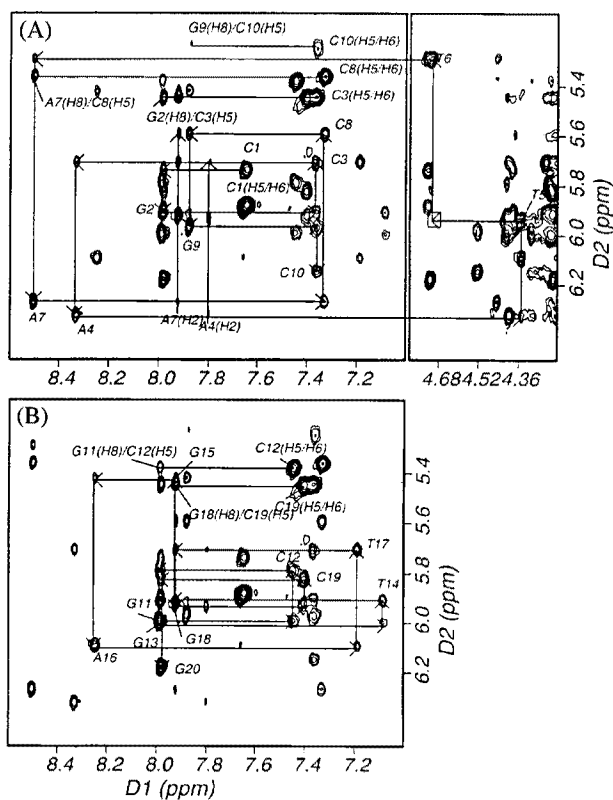 (A)
G9(H8)/C10(H5)
C10(H5/H6)
T6
C8(H5/H6)
A7(H8)/C8(H5)
C3(H5/H6)
G2(H8)/C3(H5)
C8
C1
C3
C1(H5/H6)
G2
G9
C10
A7
A4
A7(H2)
A4(H2)
5.4
5.6
5.8
6.0
6.2
D2 (ppm)
8.4 8.2 8.0 7.8 7.6 7.4 7.2
4.68 4.52 4.36
(B)
G11(H8)/C12(H5)
G15
C12(H5/H6)
G18(H8)/C19(H5)
C19(H5/H6)
T17
C12
C19
T14
G11
G13
G18
A16
G20
5.4
5.6
5.8
6.0
6.2
D2 (ppm)
8.4 8.2 8.0 7.8 7.6 7.4 7.2
D1 (ppm)